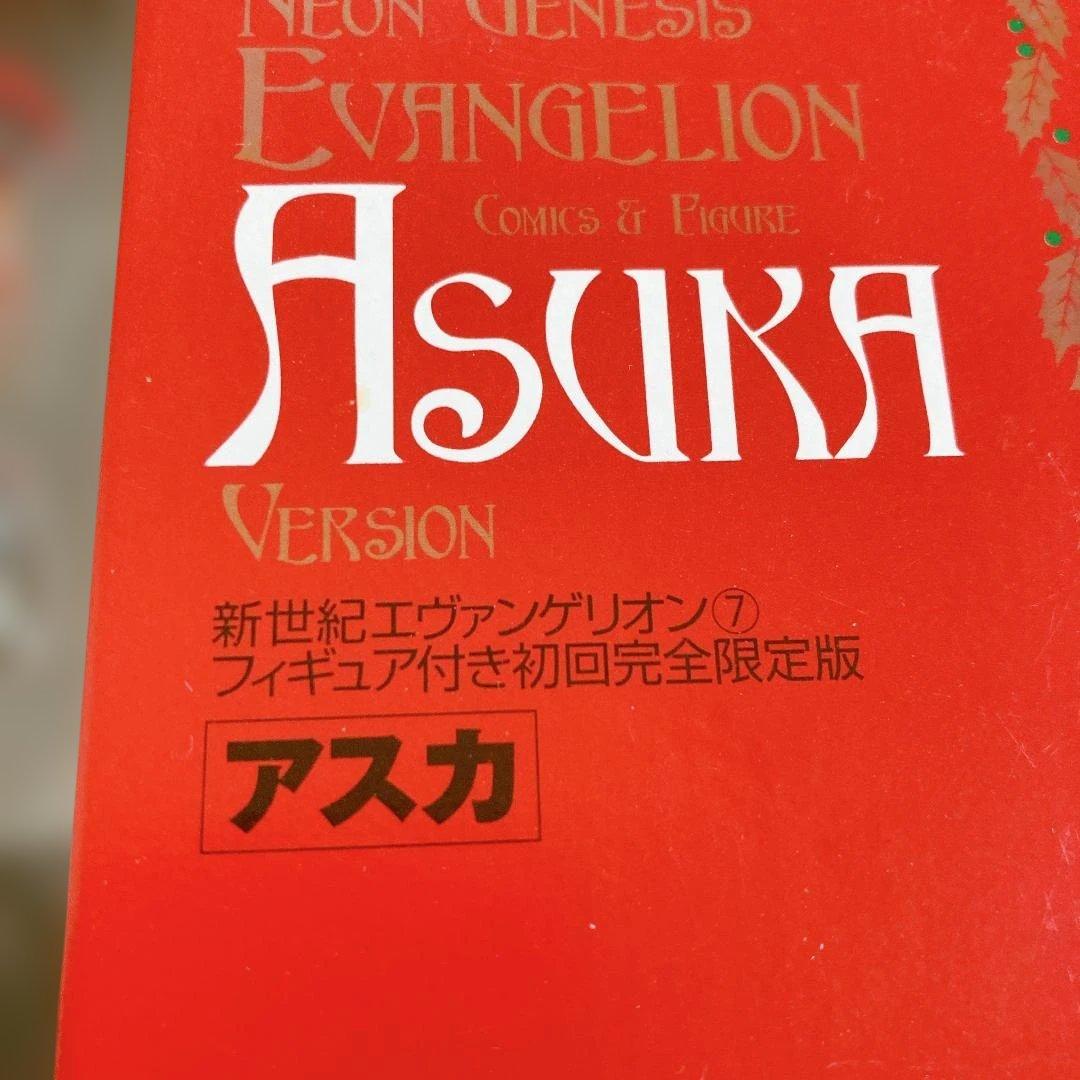 NEON GENESIS
EVANGELION
COMICS & FIGURE
ASUKA
VERSION
新世紀エヴァンゲリオン⑦
フィギュア付き初回完全限定版
アスカ